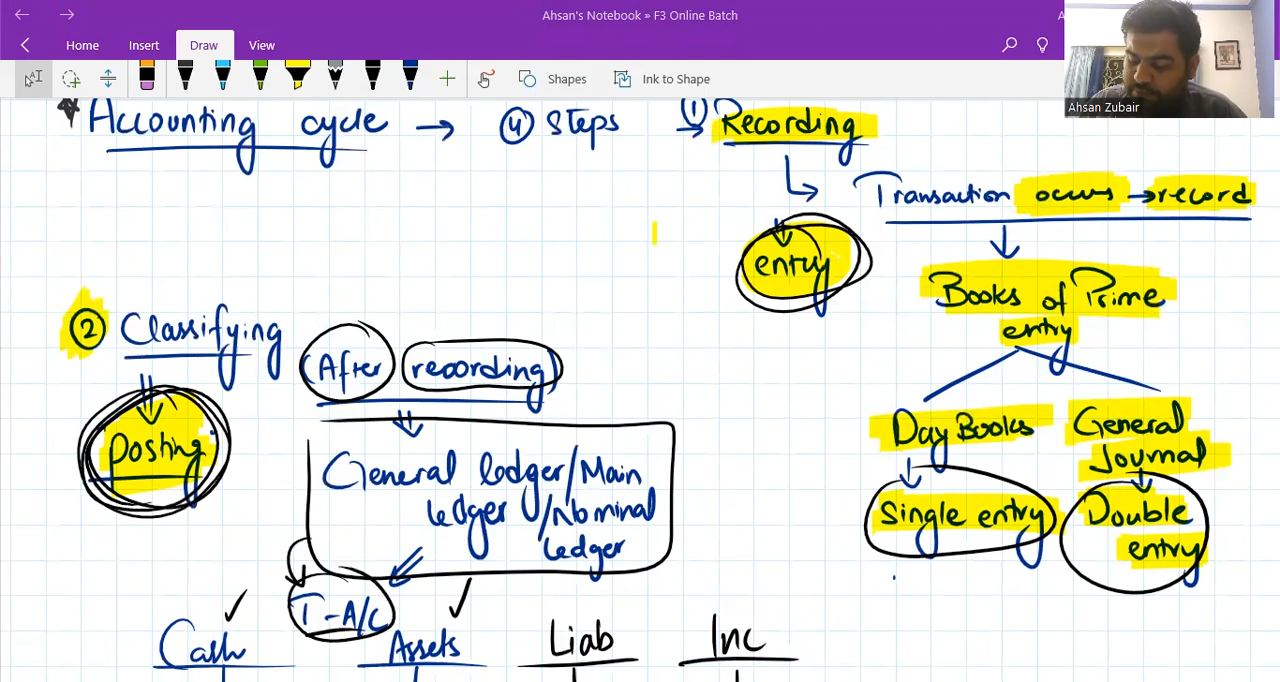 Ahsan's Notebook » F3 Online Batch
Home Insert Draw View
Shapes Ink to Shape
Ahsan Zubair
Accounting cycle → ④ Steps → ① Recording
Transaction occurs → record
entry
Books of Prime
entry
Day Books
General
Journal
Single entry
Double
entry
② Classifying
(After recording)
posting
General ledger/Main
ledger/Nominal
ledger
T-A/C
Cash Assets Liab Inc